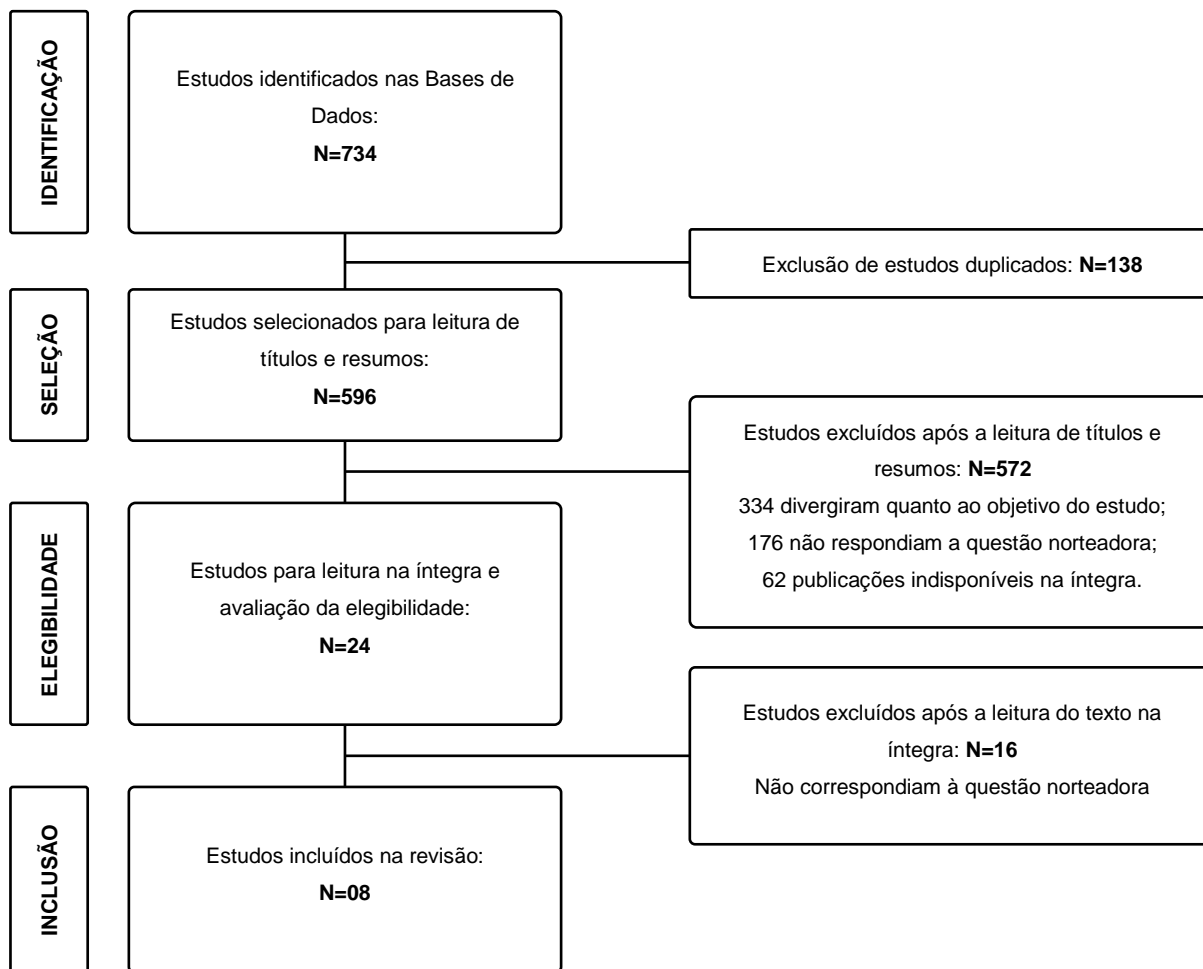 IDENTIFICAÇÃO
Estudos identificados nas Bases de
Dados:
N=734
Exclusão de estudos duplicados: N=138
SELEÇÃO
Estudos selecionados para leitura de
títulos e resumos:
N=596
Estudos excluídos após a leitura de títulos e
resumos: N=572
334 divergiram quanto ao objetivo do estudo;
176 não respondiam a questão norteadora;
62 publicações indisponíveis na íntegra.
ELEGIBILIDADE
Estudos para leitura na íntegra e
avaliação da elegibilidade:
N=24
Estudos excluídos após a leitura do texto na
íntegra: N=16
Não correspondiam à questão norteadora
INCLUSÃO
Estudos incluídos na revisão:
N=08